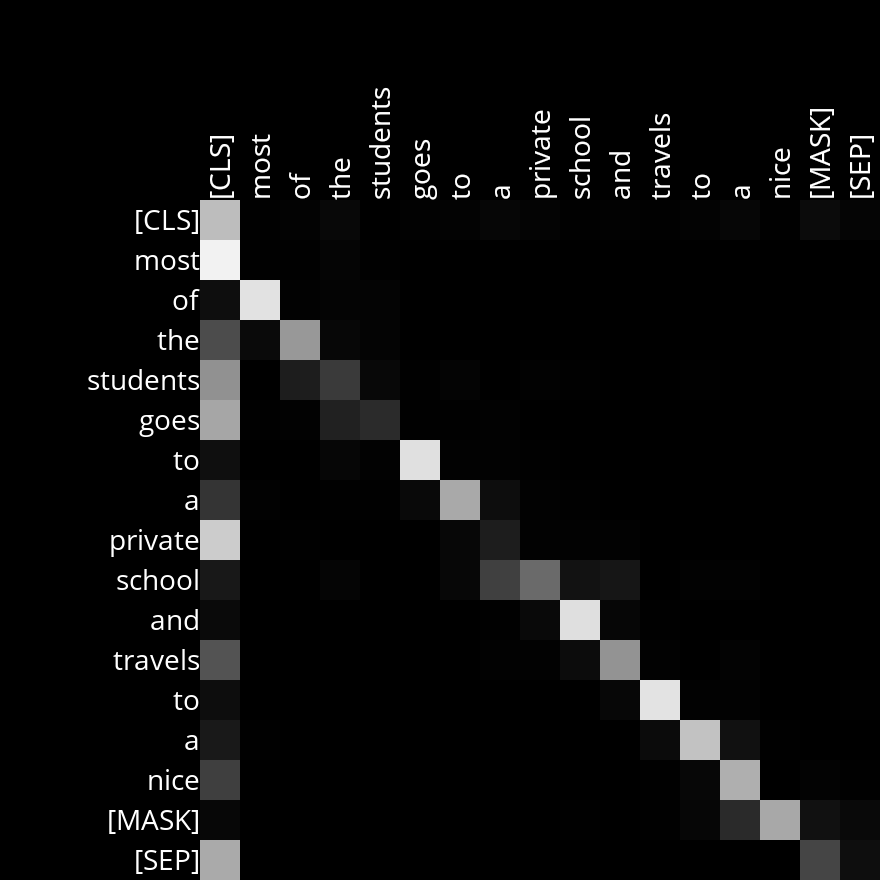 [CLS] most of the students goes to a private school and travels to a nice [MASK] [SEP]
[CLS]
most
of
the
students
goes
to
a
private
school
and
travels
to
a
nice
[MASK]
[SEP]